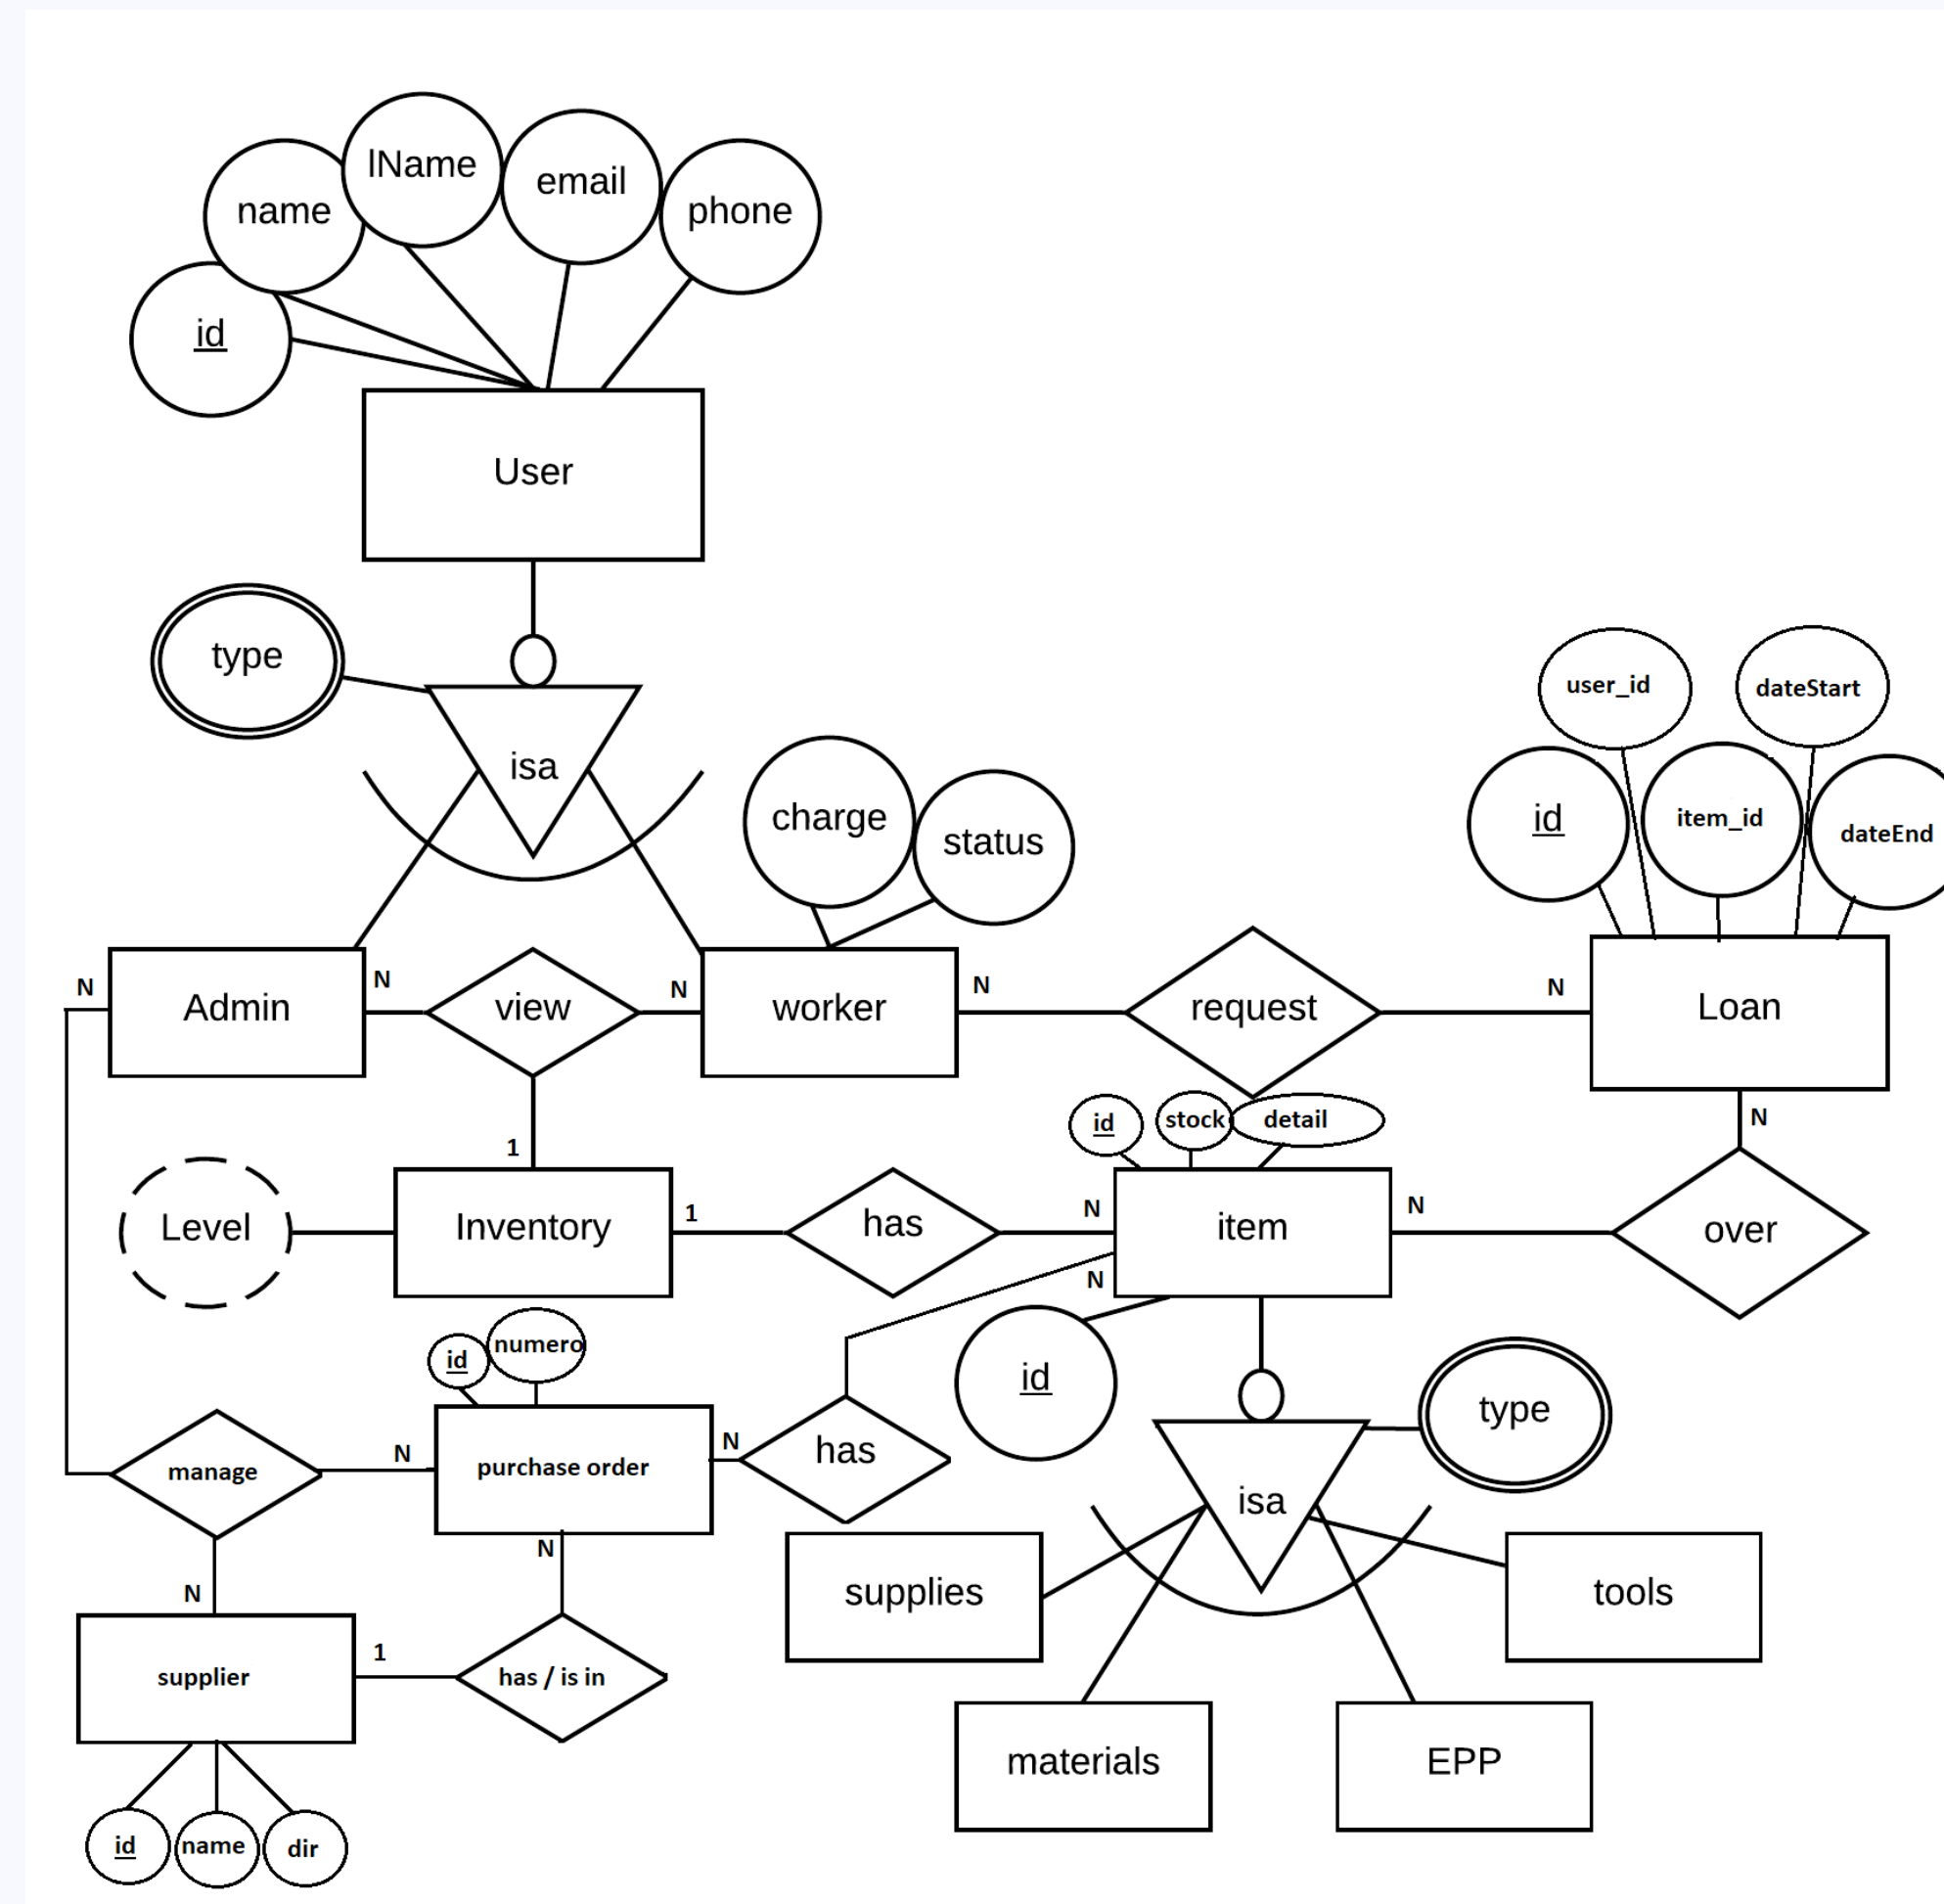 lName
email
name
phone
id
User
type
isa
user_id
dateStart
charge
status
id
item_id
dateEnd
N
Admin
N
view
N
worker
N
request
N
Loan
N
1
id
stock
detail
Level
Inventory
1
has
N
item
N
over
N
id
numero
id
type
manage
N
purchase order
N
has
isa
N
N
supplies
tools
supplier
1
has / is in
materials
EPP
id
name
dir